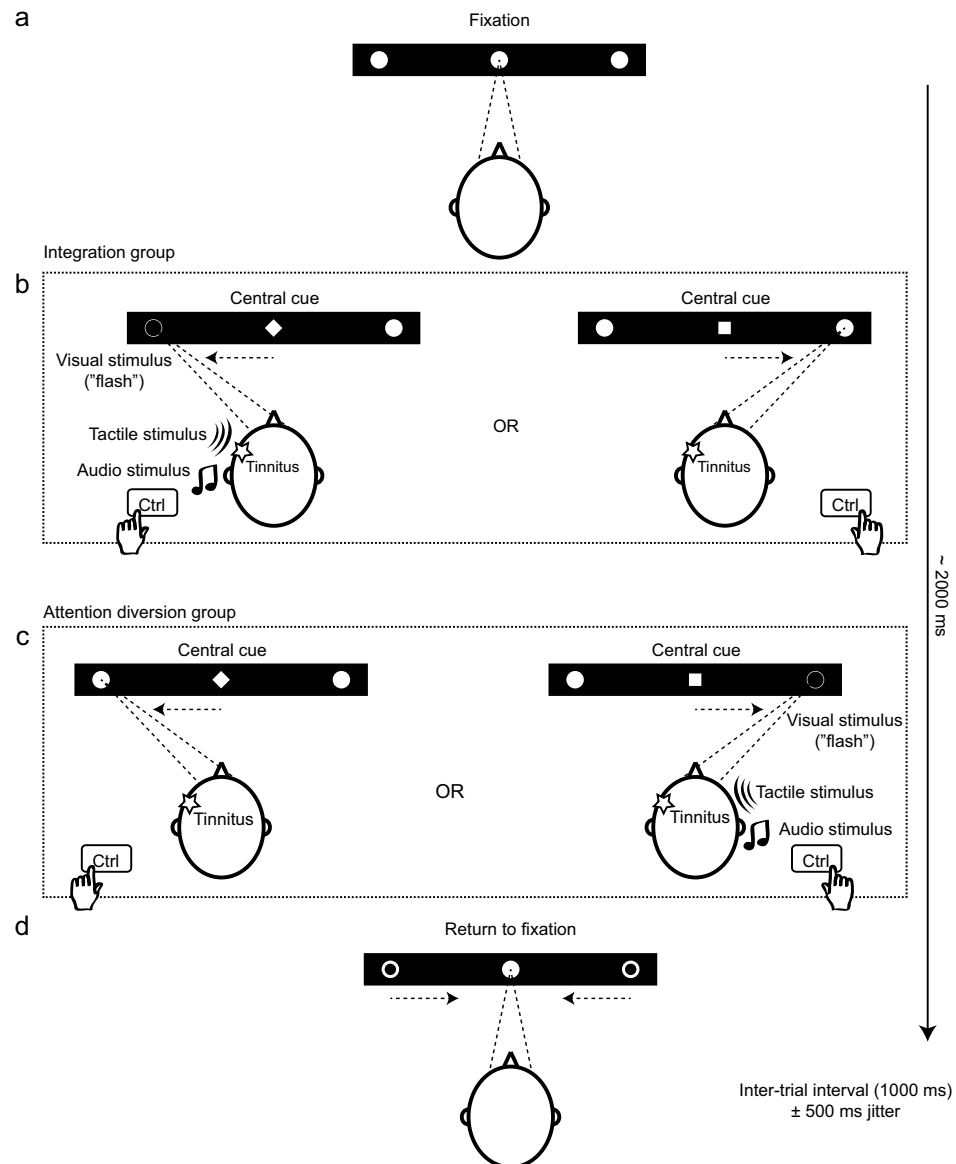 a
Fixation
Integration group
b
Central cue
Central cue
Visual stimulus
("flash")
Tactile stimulus
Audio stimulus
Tinnitus
Ctrl
OR
Tinnitus
Ctrl
~ 2000 ms
Attention diversion group
c
Central cue
Central cue
Visual stimulus
("flash")
Tinnitus
OR
Tinnitus
Tactile stimulus
Audio stimulus
Ctrl
Ctrl
d
Return to fixation
Inter-trial interval (1000 ms)
± 500 ms jitter